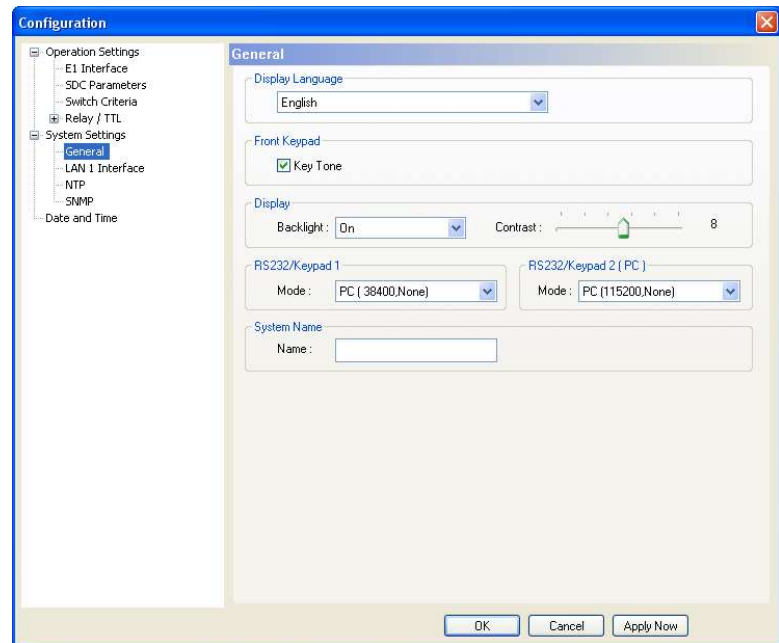 Configuration
Operation Settings
E1 Interface
SDC Parameters
Switch Criteria
Relay / TTL
System Settings
General
LAN 1 Interface
NTP
SNMP
Date and Time
General
Display Language
English
Front Keypad
Key Tone
Display
Backlight : On Contrast : 8
RS232/Keypad 1
Mode : PC ( 38400,None)
RS232/Keypad 2 ( PC )
Mode : PC (115200,None)
System Name
Name :
OK Cancel Apply Now